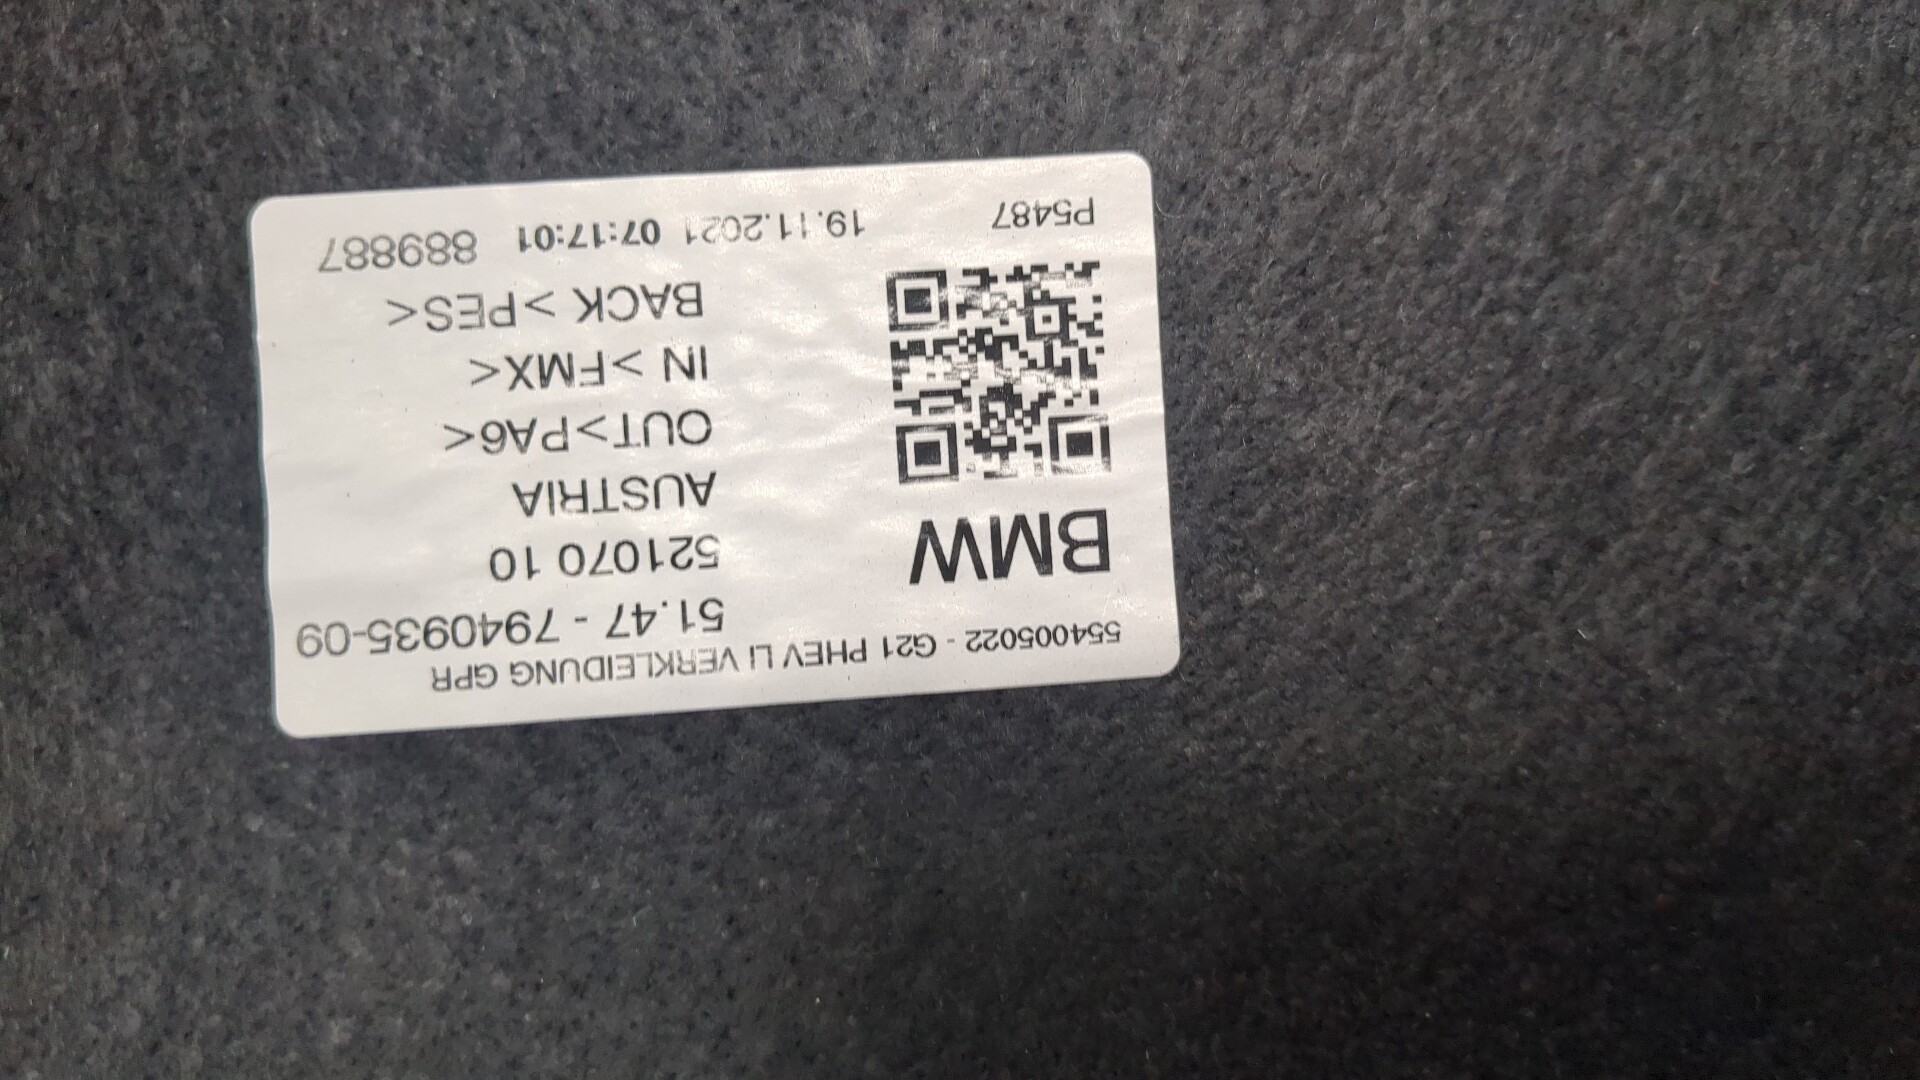 554005022 - G21 PHEV LI VERKLEIDUNG GPR
51.47 - 7940935-09
BMW
521070 10
AUSTRIA
OUT>PA6<
IN >FMX<
BACK >PES<
P5487 19.11.2021 07:17:01 889887